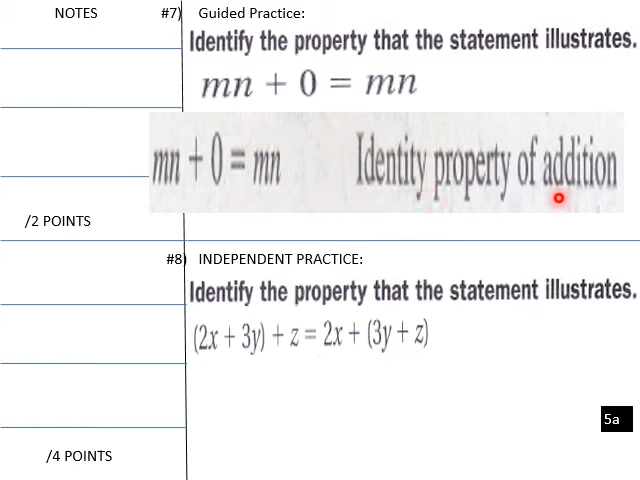 NOTES
#7) Guided Practice:
Identify the property that the statement illustrates.
mn + 0 = mn
mn + 0 = mn Identity property of addition
/2 POINTS
#8) INDEPENDENT PRACTICE:
Identify the property that the statement illustrates.
(2x + 3y) + z = 2x + (3y + z)
5a
/4 POINTS